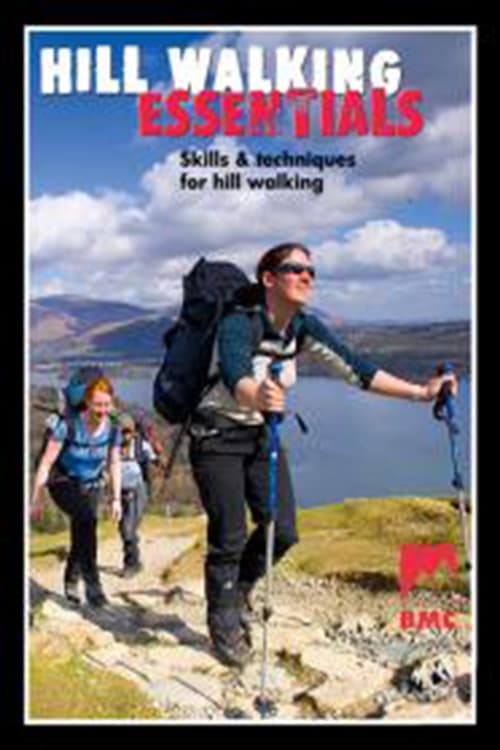 HILL WALKING
ESSENTIALS
Skills & techniques
for hill walking
BMC